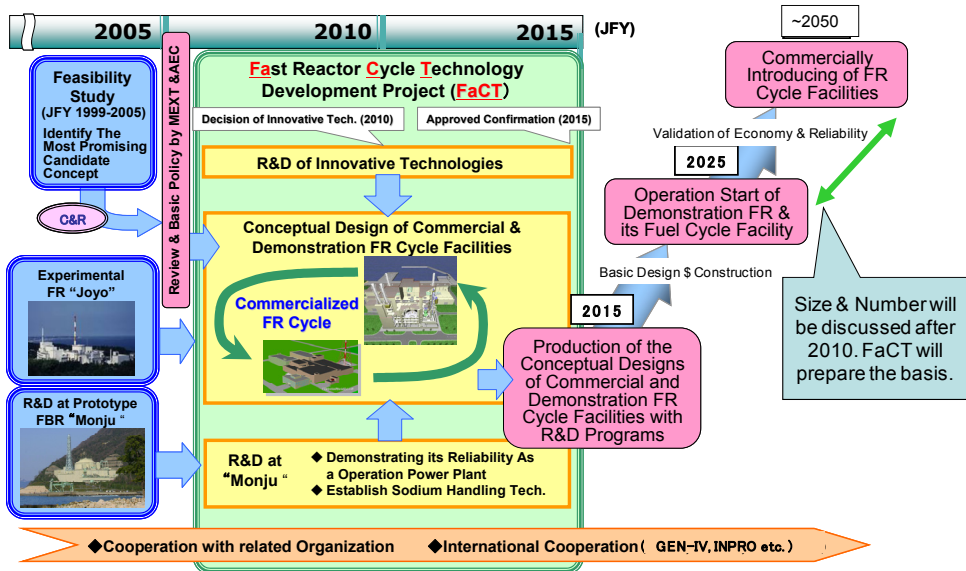 2005
2010
2015
(JFY)
~2050
Feasibility
Study
(JFY 1999-2005)
Identify The
Most Promising
Candidate
Concept
C&R
Review & Basic Policy by MEXT &AEC
Fast Reactor Cycle Technology
Development Project (FaCT)
Decision of Innovative Tech. (2010)
Approved Confirmation (2015)
R&D of Innovative Technologies
Conceptual Design of Commercial &
Demonstration FR Cycle Facilities
Commercialized
FR Cycle
Experimental
FR “Joyo”
R&D at Prototype
FBR “Monju “
R&D at
“Monju “
◆ Demonstrating its Reliability As
a Operation Power Plant
◆ Establish Sodium Handling Tech.
Commercially
Introducing of FR
Cycle Facilities
Validation of Economy & Reliability
2025
Operation Start of
Demonstration FR &
its Fuel Cycle Facility
Basic Design $ Construction
2015
Production of the
Conceptual Designs
of Commercial and
Demonstration FR
Cycle Facilities with
R&D Programs
Size & Number will
be discussed after
2010. FaCT will
prepare the basis.
◆Cooperation with related Organization ◆International Cooperation( GEN-IV, INPRO etc. )